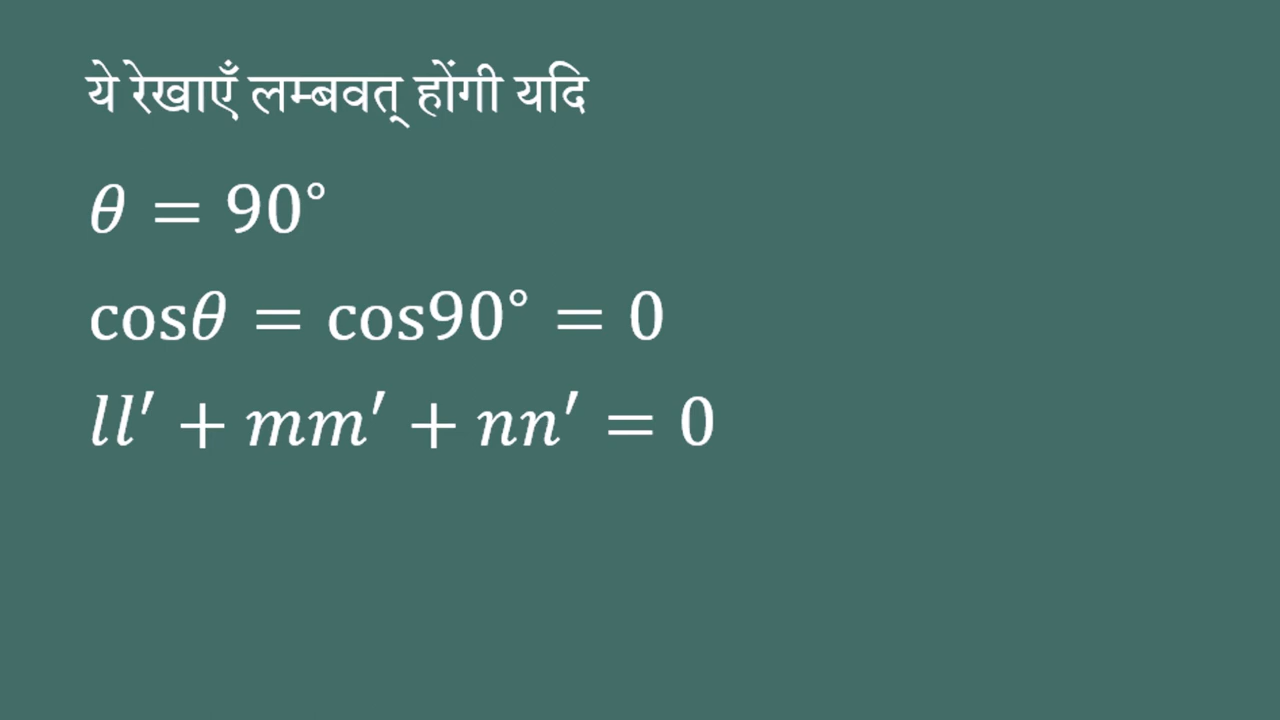 ये रेखाएँ लम्बवत् होंगी यदि
θ = 90°
cosθ = cos90° = 0
ll′ + mm′ + nn′ = 0